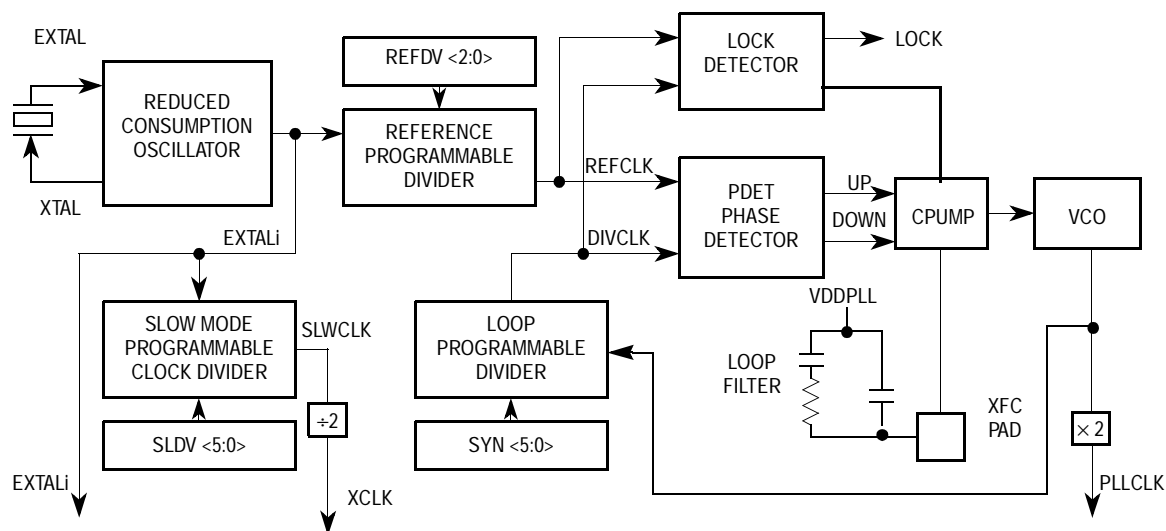 EXTAL
REDUCED
CONSUMPTION
OSCILLATOR
XTAL
REFDV <2:0>
REFERENCE
PROGRAMMABLE
DIVIDER
LOCK
DETECTOR
LOCK
REFCLK
DIVCLK
PDET
PHASE
DETECTOR
UP
DOWN
CPUMP
VCO
EXTALi
SLOW MODE
PROGRAMMABLE
CLOCK DIVIDER
SLWCLK
÷2
SLDV <5:0>
EXTALi
XCLK
LOOP
PROGRAMMABLE
DIVIDER
SYN <5:0>
VDDPLL
LOOP
FILTER
XFC
PAD
× 2
PLLCLK